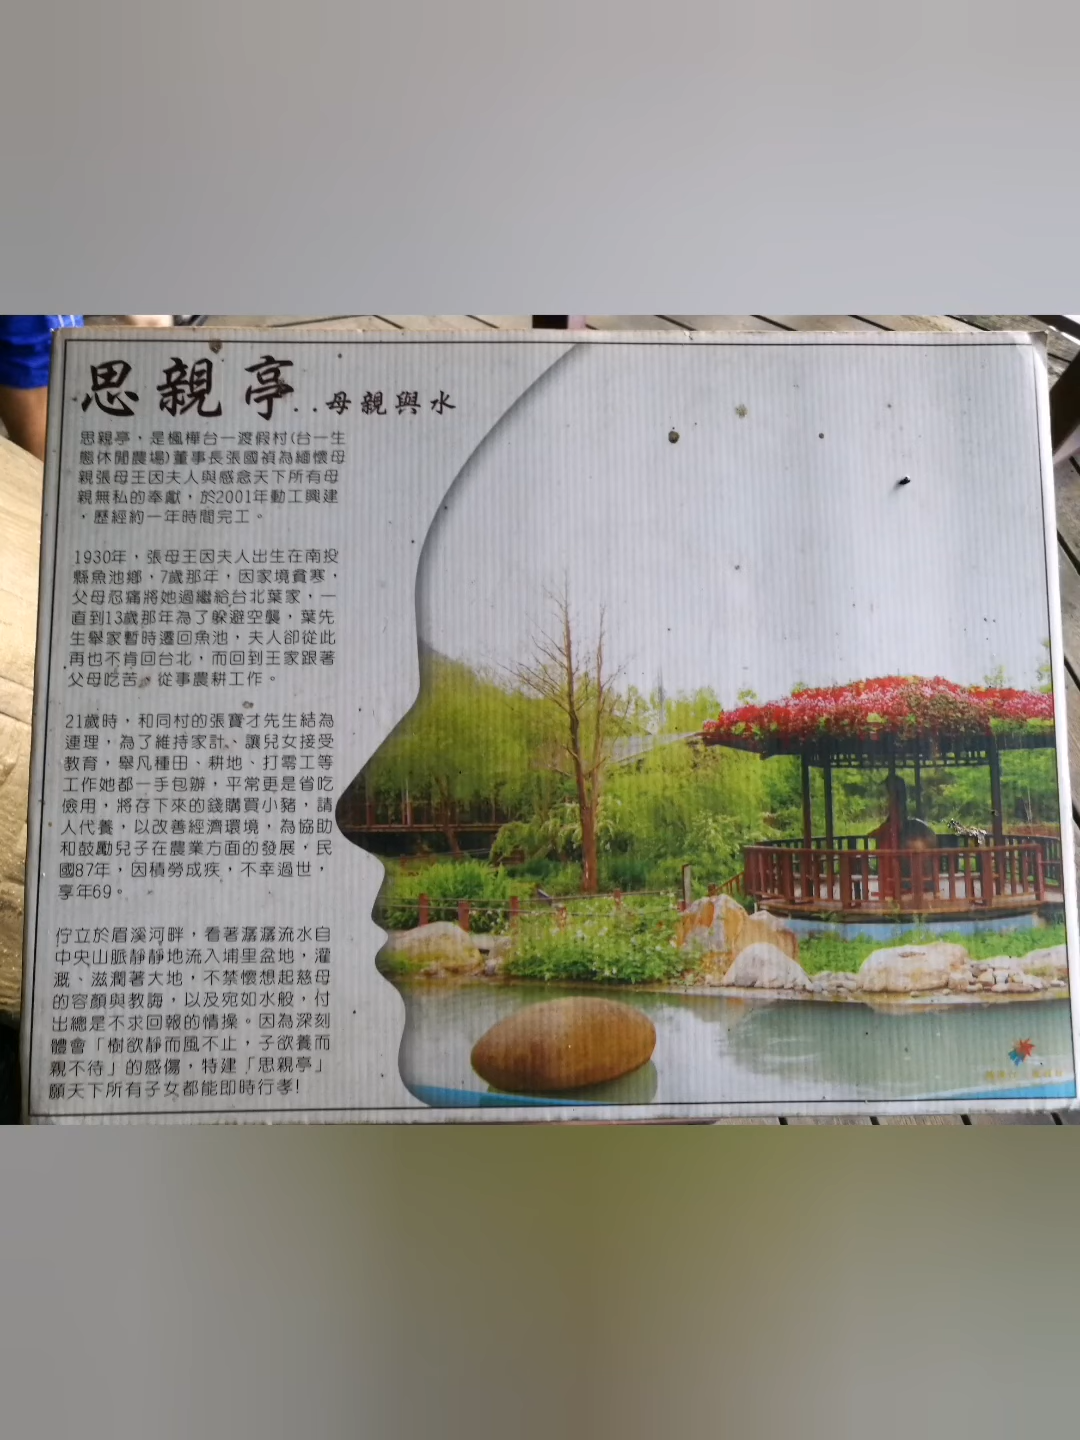 思親亭..母親與水
思親亭，是楓樺台一渡假村(台一生
態休閒農場)董事長張國禎為緬懷母
親張母王因夫人與感念天下所有母
親無私的奉獻，於2001年動工興建
，歷經約一年時間完工。
1930年，張母王因夫人出生在南投
縣魚池鄉，7歲那年，因家境貧寒，
父母忍痛將她過繼給台北葉家，一
直到13歲那年為了躲避空襲，葉先
生舉家暫時遷回魚池，夫人卻從此
再也不肯回台北，而回到王家跟著
父母吃苦，從事農耕工作。
21歲時，和同村的張寶才先生結為
連理，為了維持家計、讓兒女接受
教育，舉凡種田、耕地、打零工等
工作她都一手包辦，平常更是省吃
儉用，將存下來的錢購買小豬，請
人代養，以改善經濟環境，為協助
和鼓勵兒子在農業方面的發展，民
國87年，因積勞成疾，不幸過世，
享年69。
佇立於眉溪河畔，看著潺潺流水自
中央山脈靜靜地流入埔里盆地，灌
溉、滋潤著大地，不禁懷想起慈母
的容顏與教誨，以及宛如水般，付
出總是不求回報的情操。因為深刻
體會「樹欲靜而風不止，子欲養而
親不待」的感傷，特建「思親亭」
願天下所有子女都能即時行孝!